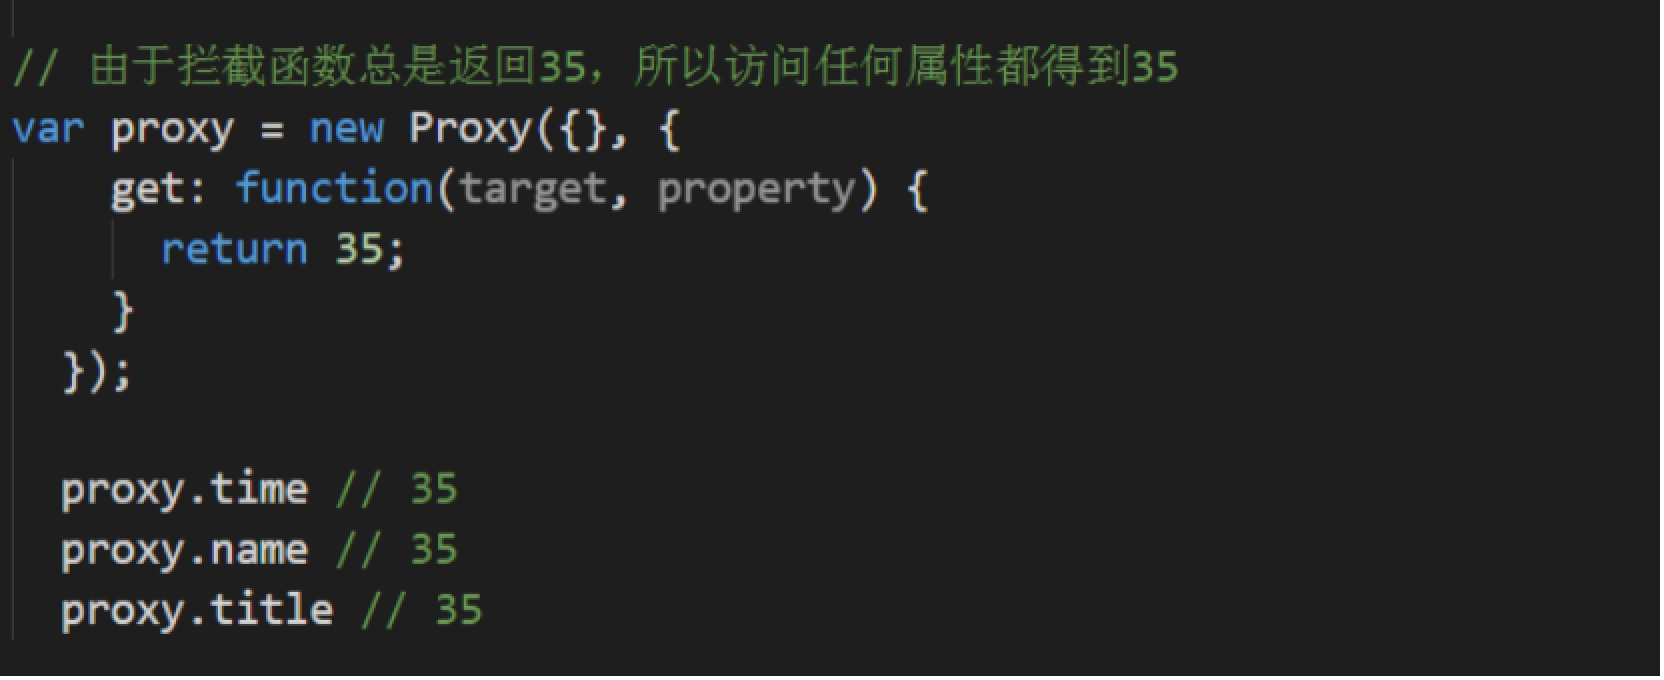 // 由于拦截函数总是返回35，所以访问任何属性都得到35
var proxy = new Proxy({}, {
    get: function(target, property) {
      return 35;
    }
  });

  proxy.time // 35
  proxy.name // 35
  proxy.title // 35